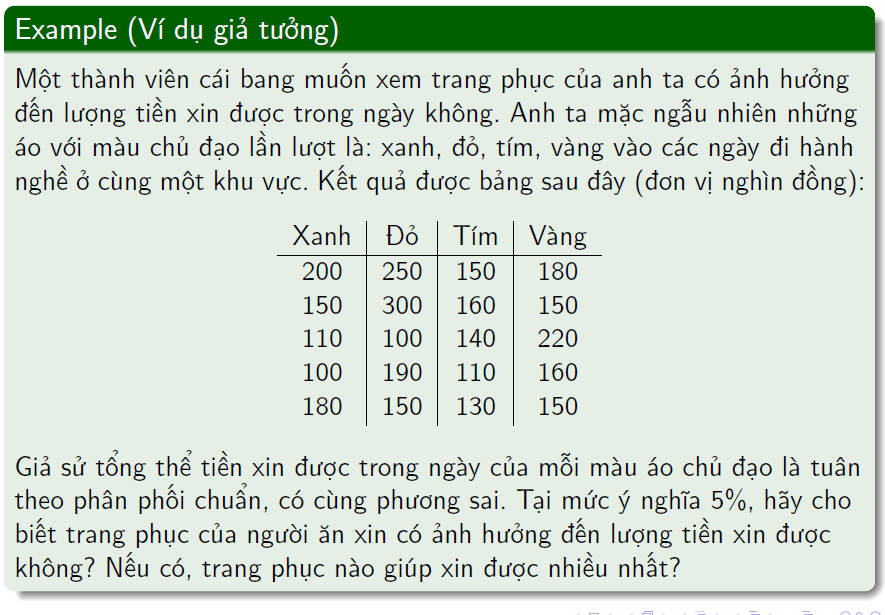 Example (Ví dụ giả tưởng)
Một thành viên cái bang muốn xem trang phục của anh ta có ảnh hưởng
đến lượng tiền xin được trong ngày không. Anh ta mặc ngẫu nhiên những
áo với màu chủ đạo lần lượt là: xanh, đỏ, tím, vàng vào các ngày đi hành
nghề ở cùng một khu vực. Kết quả được bảng sau đây (đơn vị nghìn đồng):
Xanh Đỏ Tím Vàng
200 250 150 180
150 300 160 150
110 100 140 220
100 190 110 160
180 150 130 150
Giả sử tổng thể tiền xin được trong ngày của mỗi màu áo chủ đạo là tuân
theo phân phối chuẩn, có cùng phương sai. Tại mức ý nghĩa 5%, hãy cho
biết trang phục của người ăn xin có ảnh hưởng đến lượng tiền xin được
không? Nếu có, trang phục nào giúp xin được nhiều nhất?